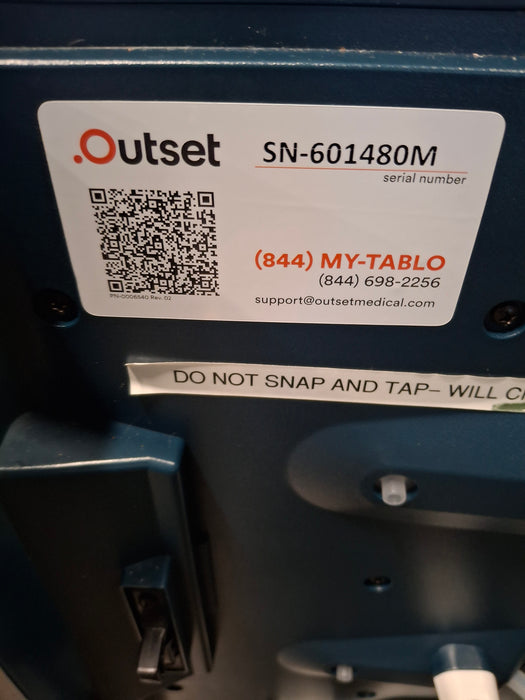 .Outset
SN-601480M
serial number
(844) MY-TABLO
(844) 698-2256
support@outsetmedical.com
PN-0006540 Rev. 02
DO NOT SNAP AND TAP– WILL